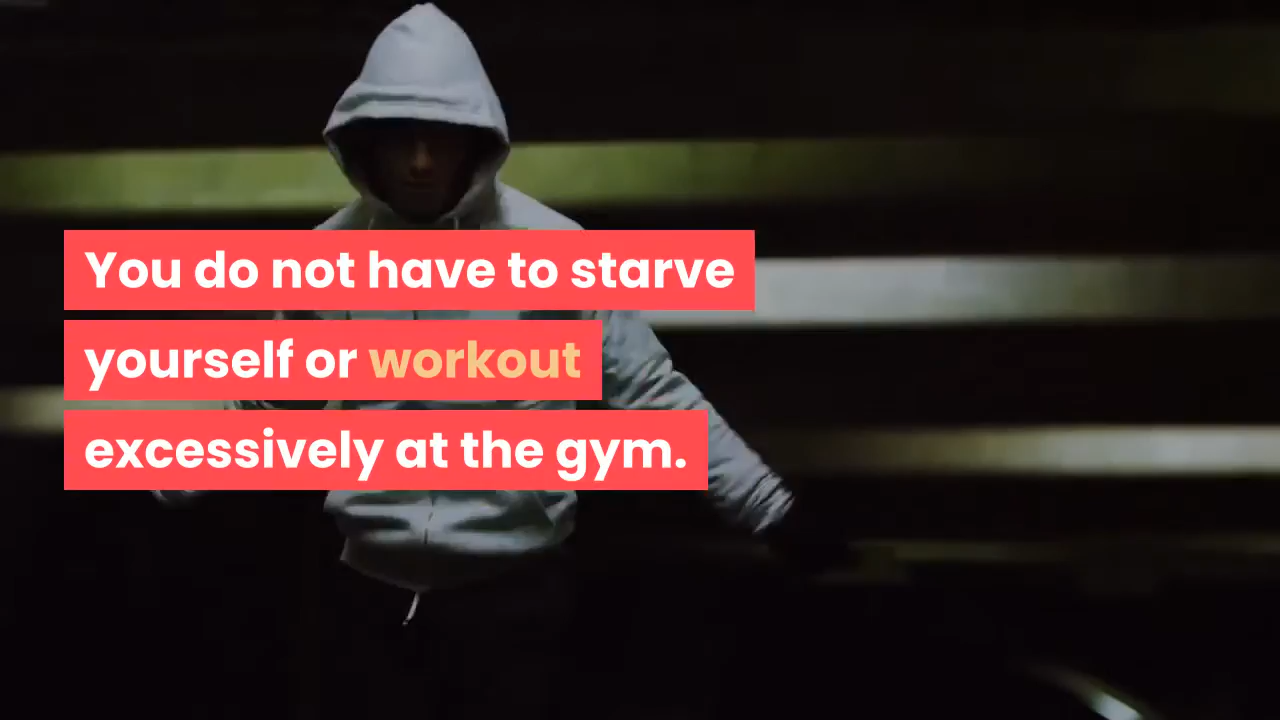 You do not have to starve
yourself or workout
excessively at the gym.